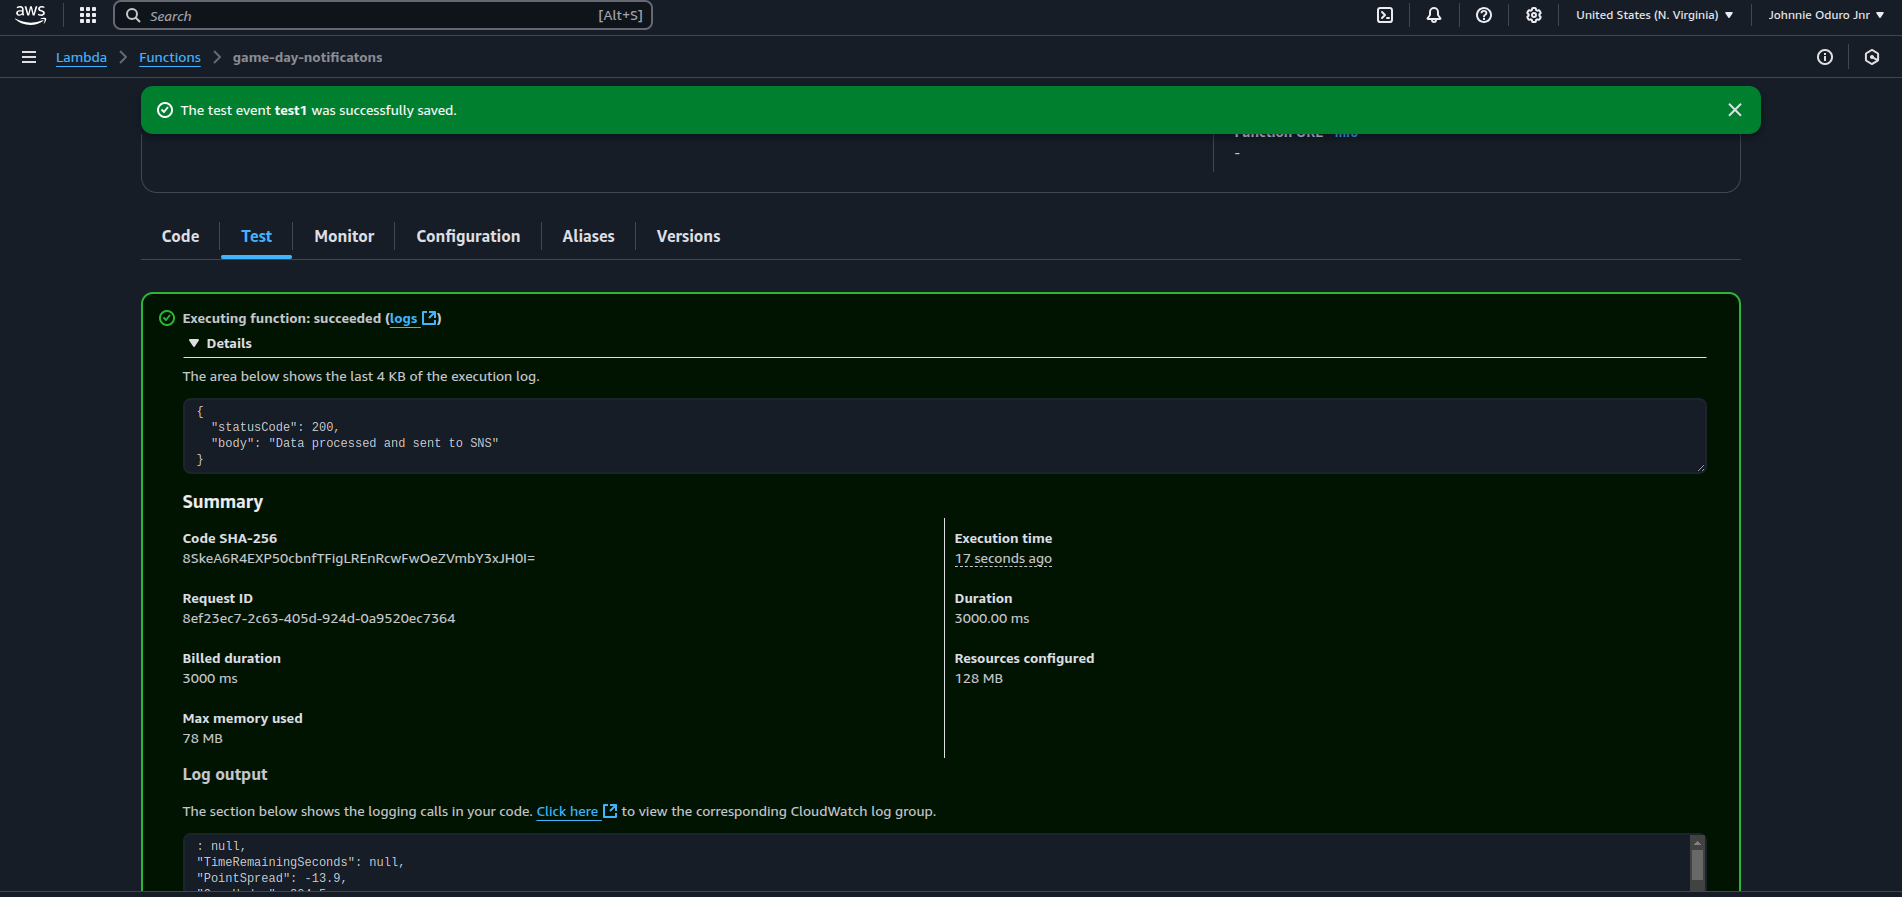 aws
Search
[Alt+S]
United States (N. Virginia)
Johnnie Oduro Jnr
Lambda
Functions
game-day-notificatons
The test event test1 was successfully saved.
Function URL Info
-
Code
Test
Monitor
Configuration
Aliases
Versions
Executing function: succeeded (logs)
Details
The area below shows the last 4 KB of the execution log.
{
"statusCode": 200,
"body": "Data processed and sent to SNS"
}
Summary
Code SHA-256
8SkeA6R4EXP50cbnfTFigLREnRcwFwOeZVmbY3xJH0I=
Execution time
17 seconds ago
Request ID
8ef23ec7-2c63-405d-924d-0a9520ec7364
Duration
3000.00 ms
Billed duration
3000 ms
Resources configured
128 MB
Max memory used
78 MB
Log output
The section below shows the logging calls in your code. Click here to view the corresponding CloudWatch log group.
: null,
"TimeRemainingSeconds": null,
"PointSpread": -13.9,